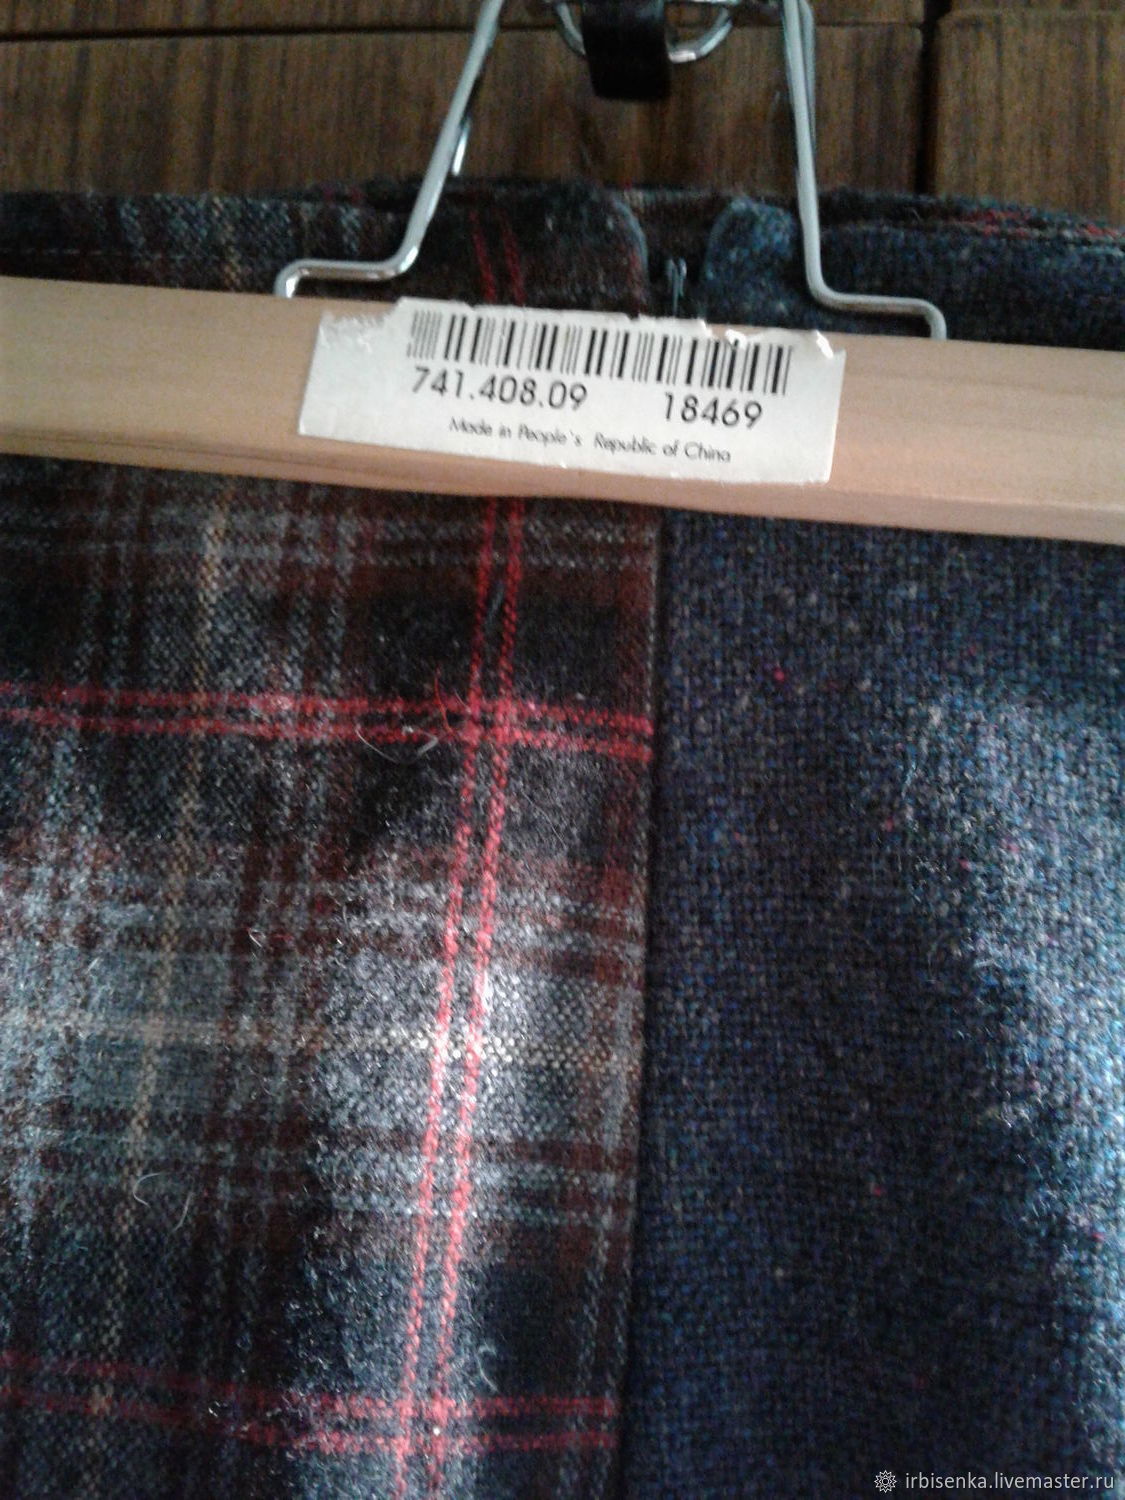 741.408.09 18469
Made in People's Republic of China
irbisenka.livemaster.ru